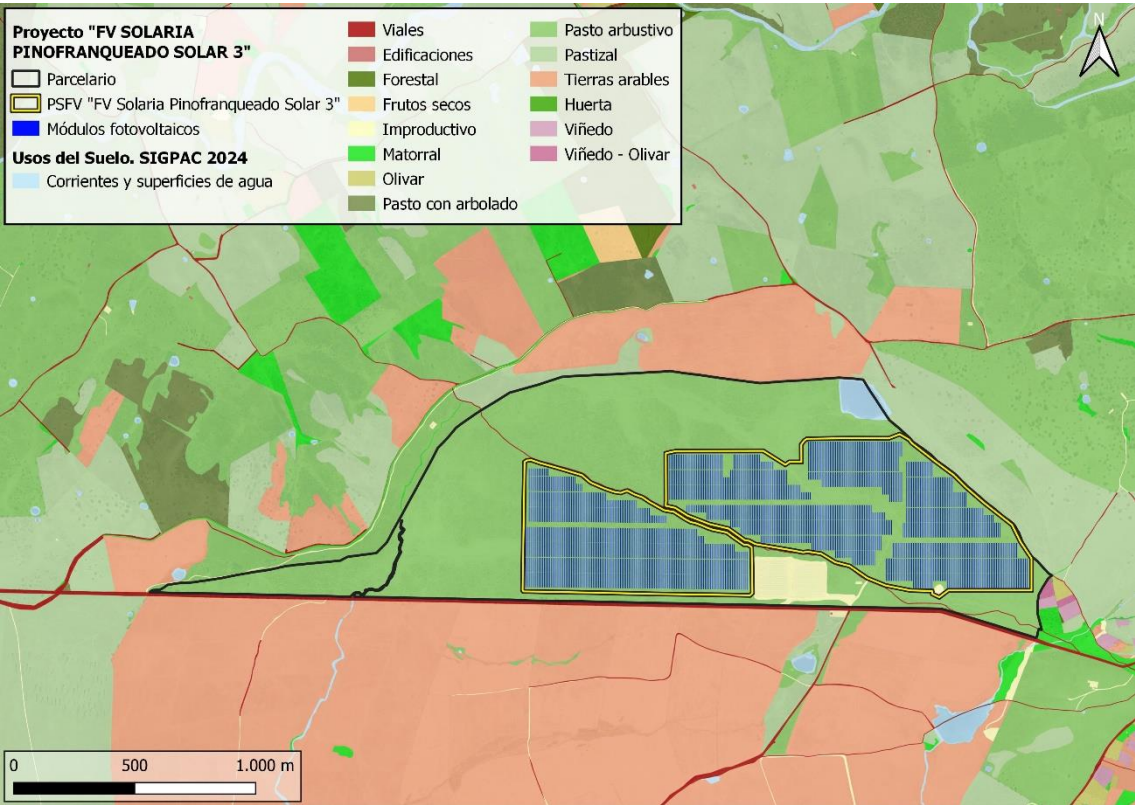 Proyecto "FV SOLARIA
PINOFRANQUEADO SOLAR 3"
Parcelario
PSFV "FV Solaria Pinofranqueado Solar 3"
Módulos fotovoltaicos
Usos del Suelo. SIGPAC 2024
Corrientes y superficies de agua
Viales
Edificaciones
Forestal
Frutos secos
Improductivo
Matorral
Olivar
Pasto con arbolado
Pasto arbustivo
Pastizal
Tierras arables
Huerta
Viñedo
Viñedo - Olivar
N
0 500 1.000 m